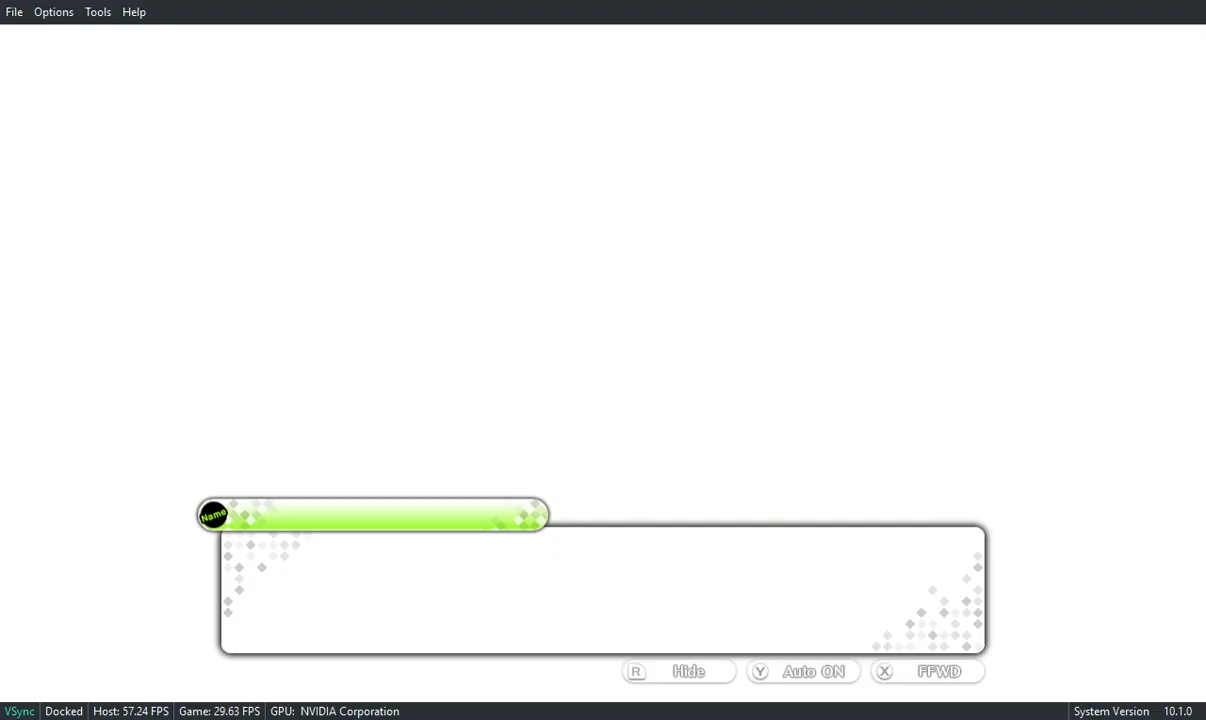 File Options Tools Help
Name
R Hide Y Auto ON X FFWD
VSync Docked Host: 57.24 FPS Game: 29.63 FPS GPU: NVIDIA Corporation System Version 10.1.0